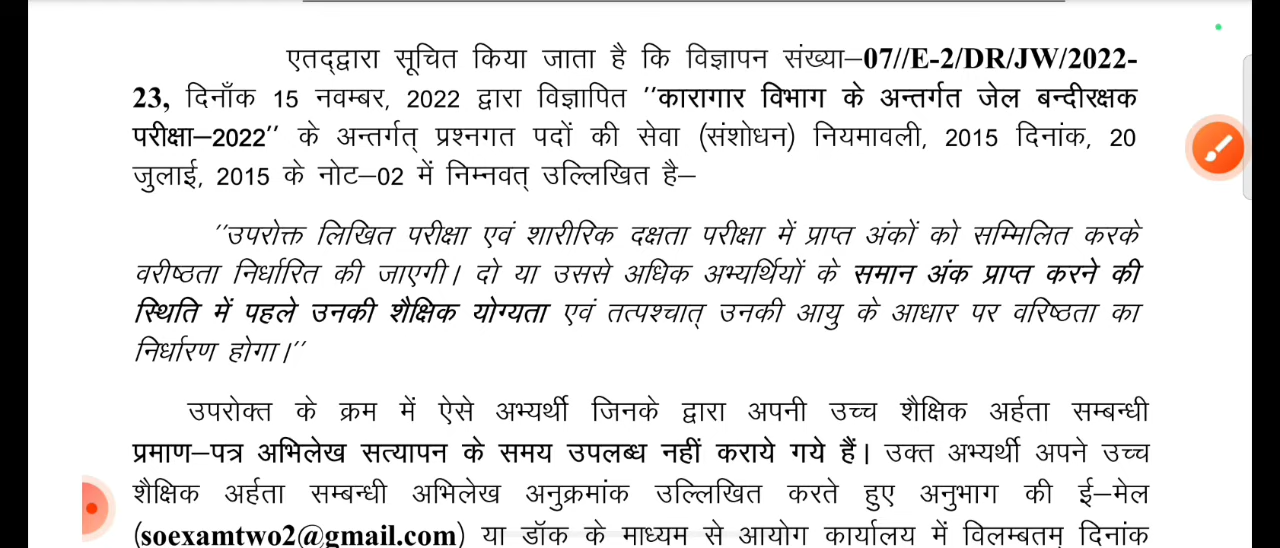 एतद्द्वारा सूचित किया जाता है कि विज्ञापन संख्या–07//E-2/DR/JW/2022-
23, दिनाँक 15 नवम्बर, 2022 द्वारा विज्ञापित ''कारागार विभाग के अन्तर्गत जेल बन्दीरक्षक
परीक्षा–2022'' के अन्तर्गत् प्रश्नगत पदों की सेवा (संशोधन) नियमावली, 2015 दिनांक, 20
जुलाई, 2015 के नोट–02 में निम्नवत् उल्लिखित है–
''उपरोक्त लिखित परीक्षा एवं शारीरिक दक्षता परीक्षा में प्राप्त अंकों को सम्मिलित करके
वरीष्ठता निर्धारित की जाएगी। दो या उससे अधिक अभ्यर्थियों के समान अंक प्राप्त करने की
स्थिति में पहले उनकी शैक्षिक योग्यता एवं तत्पश्चात् उनकी आयु के आधार पर वरिष्ठता का
निर्धारण होगा।''
उपरोक्त के क्रम में ऐसे अभ्यर्थी जिनके द्वारा अपनी उच्च शैक्षिक अर्हता सम्बन्धी
प्रमाण–पत्र अभिलेख सत्यापन के समय उपलब्ध नहीं कराये गये हैं। उक्त अभ्यर्थी अपने उच्च
शैक्षिक अर्हता सम्बन्धी अभिलेख अनुक्रमांक उल्लिखित करते हुए अनुभाग की ई–मेल
(soexamtwo2@gmail.com) या डॉक के माध्यम से आयोग कार्यालय में विलम्बतम् दिनांक